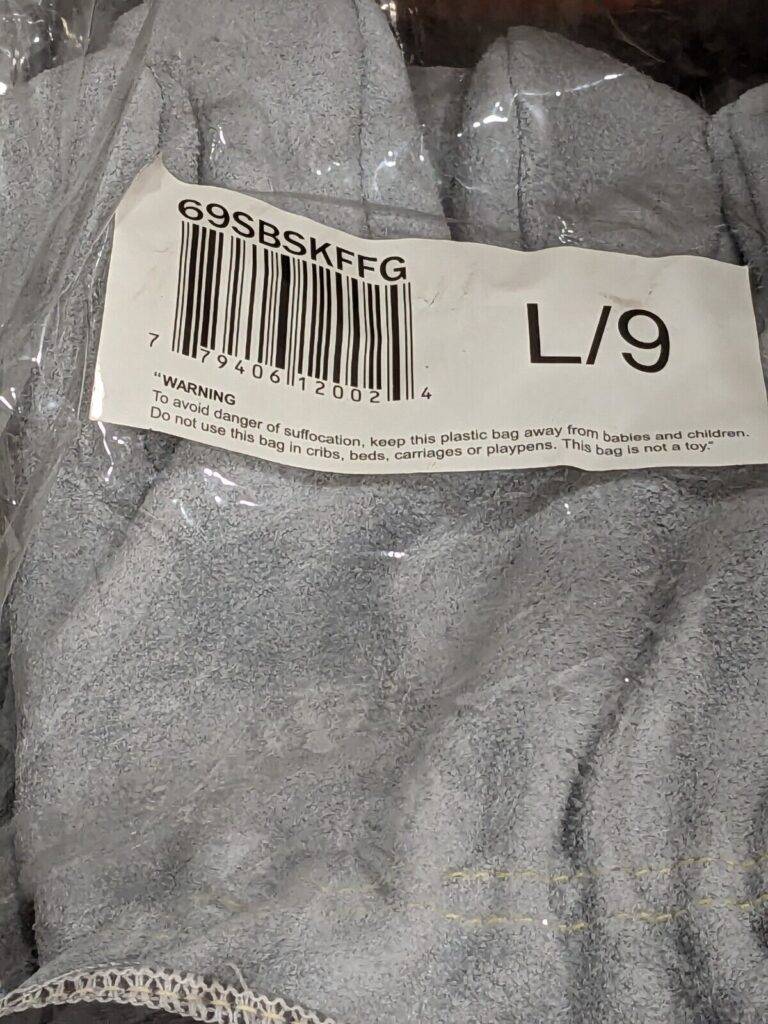 69SBSKFFG
L/9
7 79406 12002 4
"WARNING
To avoid danger of suffocation, keep this plastic bag away from babies and children.
Do not use this bag in cribs, beds, carriages or playpens. This bag is not a toy."